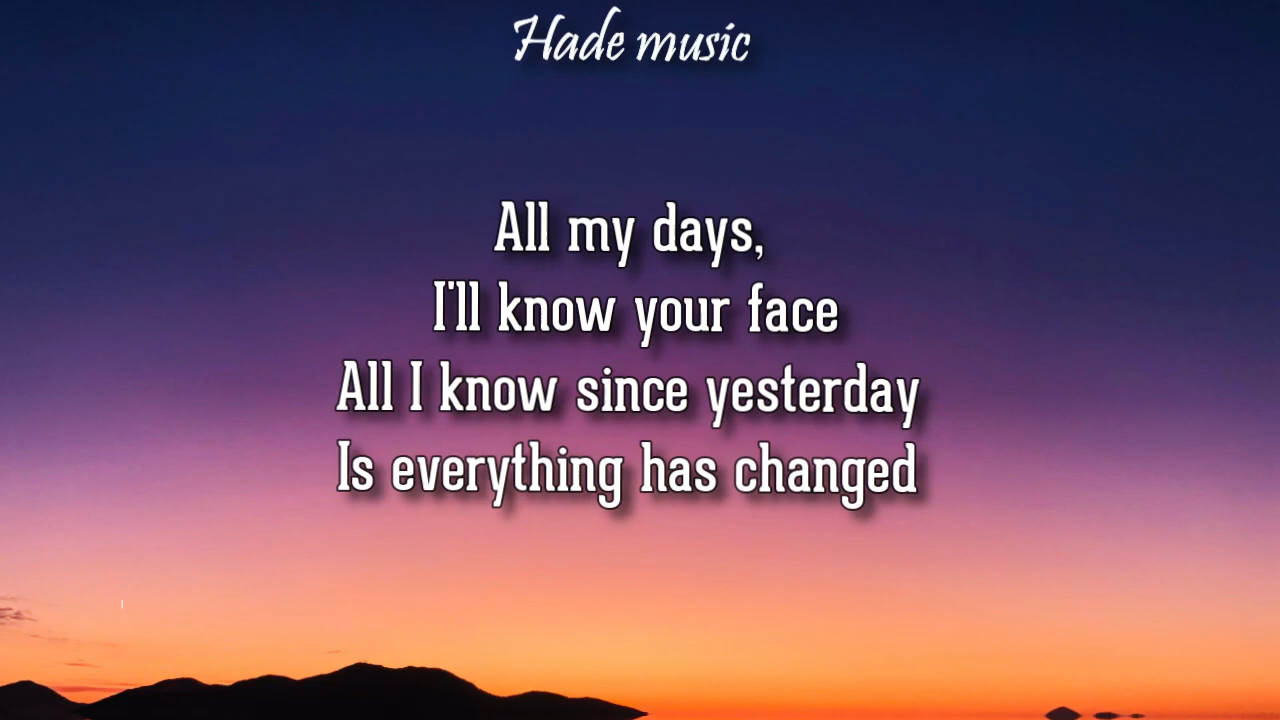 Hade music
All my days,
I'll know your face
All I know since yesterday
Is everything has changed